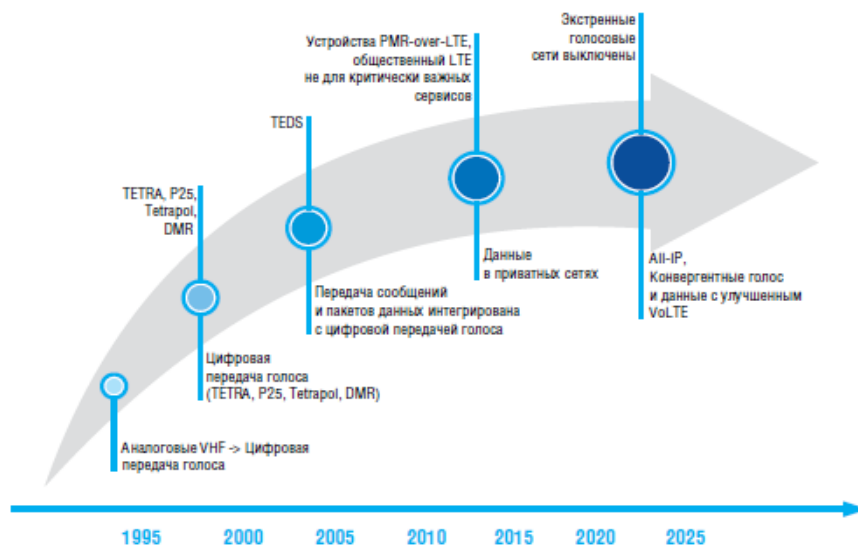 Экстренные
голосовые
сети выключены
Устройства PMR-over-LTE,
общественный LTE
не для критически важных
сервисов
TEDS
TETRA, P25,
Tetrapol,
DMR
Данные
в приватных сетях
All-IP,
Конвергентные голос
и данные с улучшенным
VoLTE
Передача сообщений
и пакетов данных интегрирована
с цифровой передачей голоса
Цифровая
передача голоса
(TETRA, P25, Tetrapol, DMR)
Аналоговые VHF -> Цифровая
передача голоса
1995 2000 2005 2010 2015 2020 2025